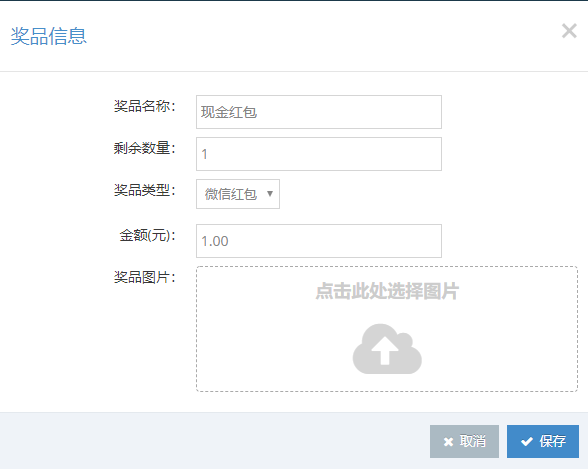 奖品信息
奖品名称： 现金红包
剩余数量： 1
奖品类型： 微信红包
金额(元)： 1.00
奖品图片： 点击此处选择图片
取消 保存